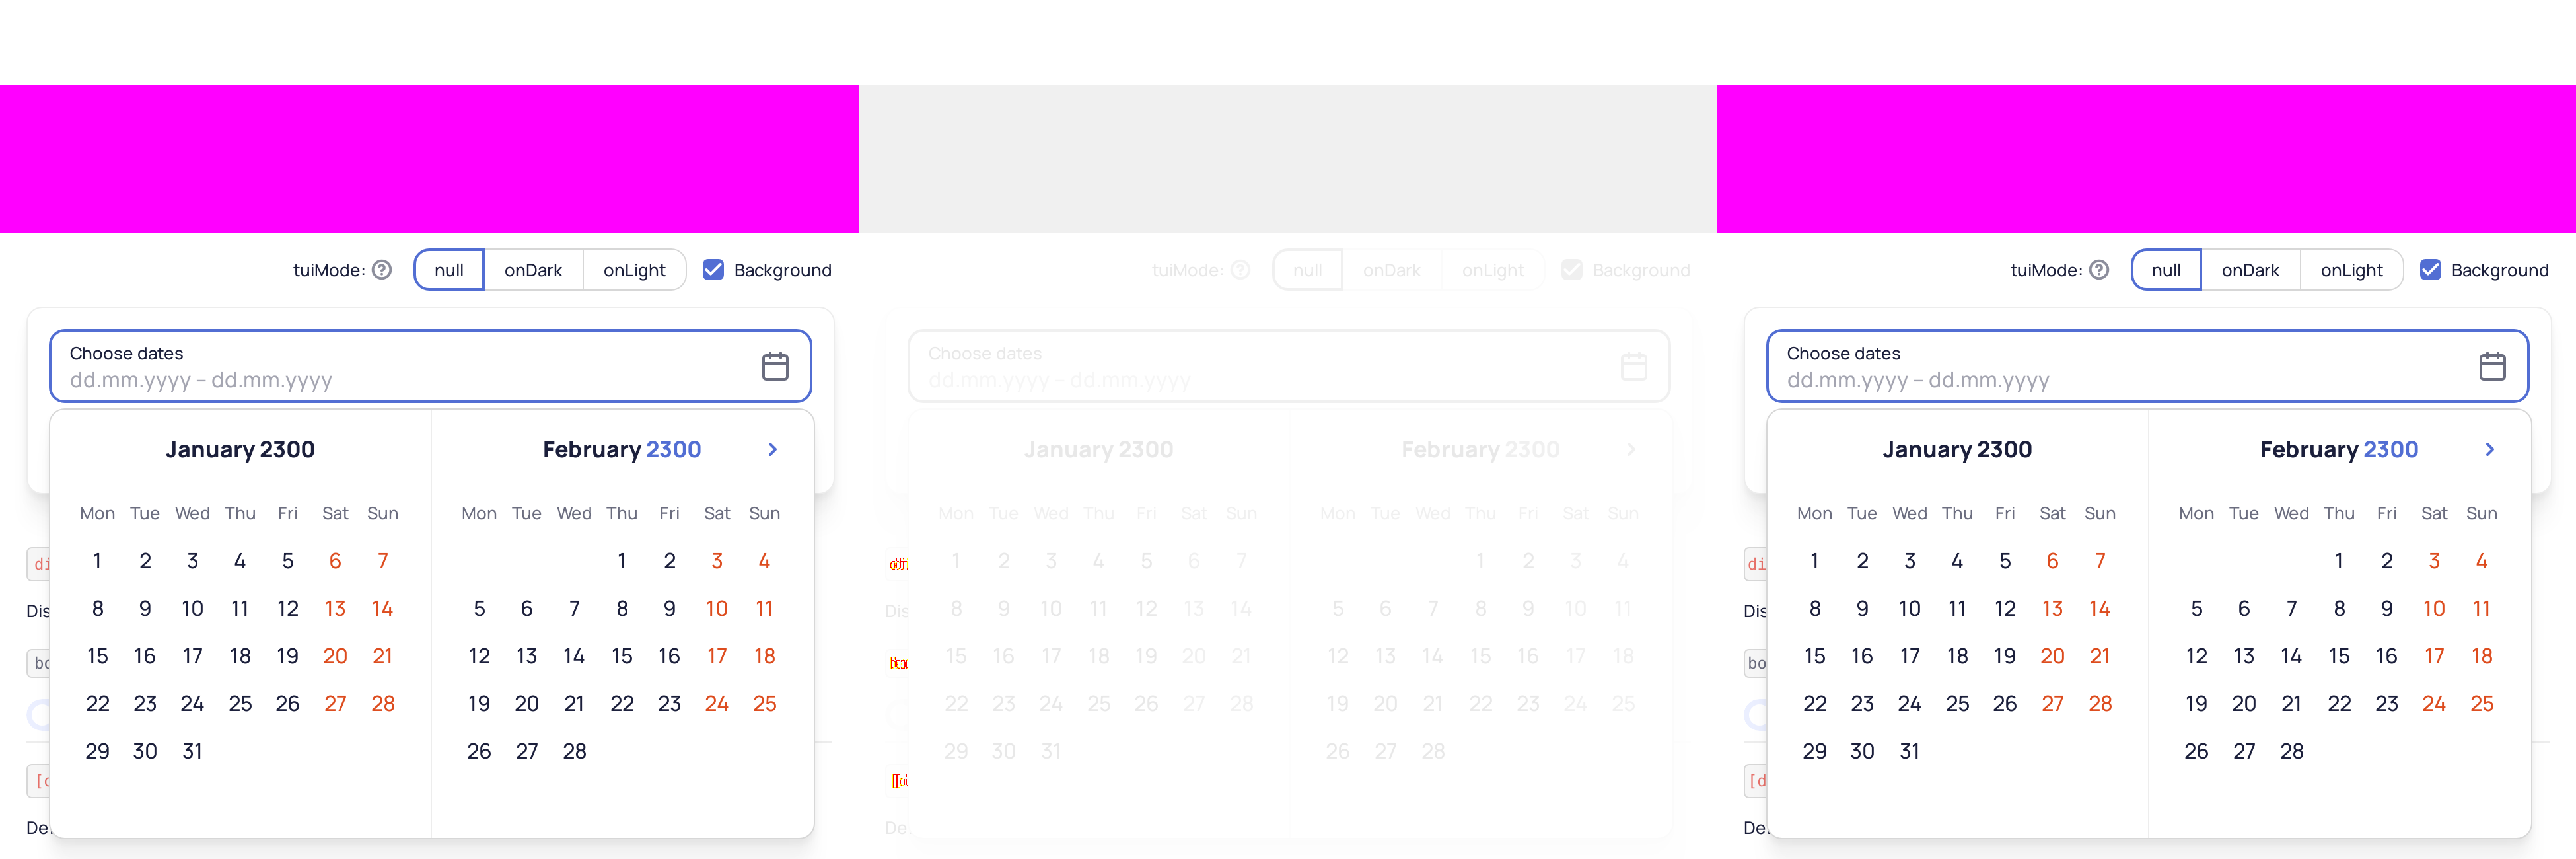 tuiMode: null onDark onLight Background
Choose dates
dd.mm.yyyy – dd.mm.yyyy
January 2300
Mon Tue Wed Thu Fri Sat Sun
1 2 3 4 5 6 7
8 9 10 11 12 13 14
15 16 17 18 19 20 21
22 23 24 25 26 27 28
29 30 31
February 2300
Mon Tue Wed Thu Fri Sat Sun
1 2 3 4
5 6 7 8 9 10 11
12 13 14 15 16 17 18
19 20 21 22 23 24 25
26 27 28
di
Dis
De
tuiMode: null onDark onLight Background
Choose dates
dd.mm.yyyy – dd.mm.yyyy
January 2300
Mon Tue Wed Thu Fri Sat Sun
1 2 3 4 5 6 7
8 9 10 11 12 13 14
15 16 17 18 19 20 21
22 23 24 25 26 27 28
29 30 31
February 2300
Mon Tue Wed Thu Fri Sat Sun
1 2 3 4
5 6 7 8 9 10 11
12 13 14 15 16 17 18
19 20 21 22 23 24 25
26 27 28
Dis
De
tuiMode: null onDark onLight Background
Choose dates
dd.mm.yyyy – dd.mm.yyyy
January 2300
Mon Tue Wed Thu Fri Sat Sun
1 2 3 4 5 6 7
8 9 10 11 12 13 14
15 16 17 18 19 20 21
22 23 24 25 26 27 28
29 30 31
February 2300
Mon Tue Wed Thu Fri Sat Sun
1 2 3 4
5 6 7 8 9 10 11
12 13 14 15 16 17 18
19 20 21 22 23 24 25
26 27 28
di
Dis
bo
[d
De